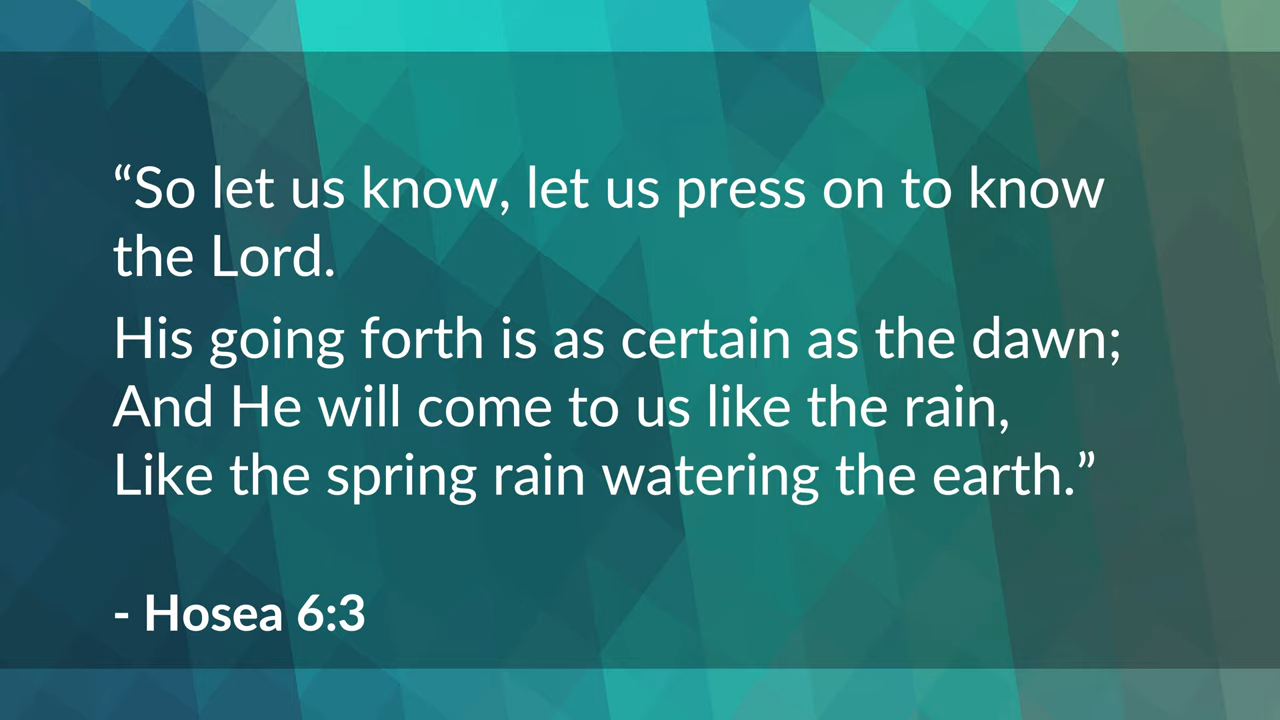 “So let us know, let us press on to know
the Lord.
His going forth is as certain as the dawn;
And He will come to us like the rain,
Like the spring rain watering the earth.”
- Hosea 6:3